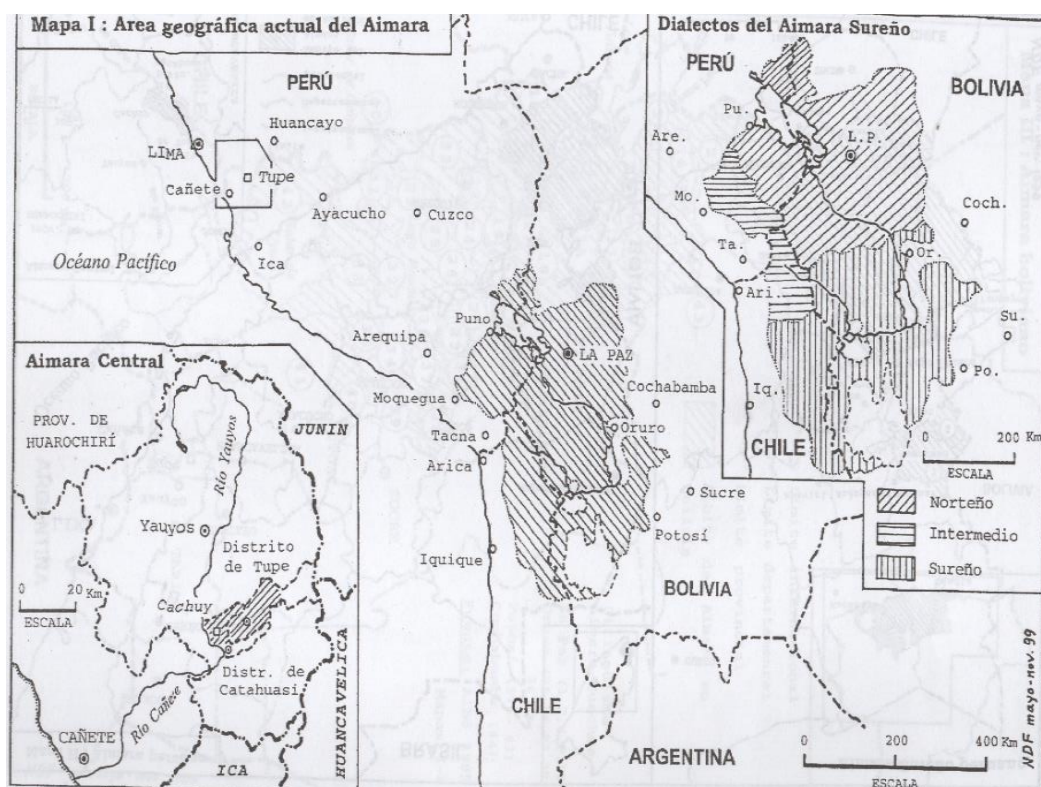 Mapa I : Area geográfica actual del Aimara
PERÚ
Huancayo
LIMA
Tupe
Cañete
Ayacucho
Cuzco
Ica
Océano Pacífico
Puno
Arequipa
LA PAZ
Moquegua
Cochabamba
Tacna
Oruro
Arica
Sucre
Potosí
Iquique
BOLIVIA
CHILE
ARGENTINA
0 200 400 Km
ESCALA
NDF mayo-nov. 99
Dialectos del Aimara Sureño
PERÚ
BOLIVIA
Pu.
Are.
L.P.
Mo.
Coch.
Ta.
Or.
Ari.
Su.
Po.
Iq.
CHILE
0 200
ESCALA
Norteño
Intermedio
Sureño
Aimara Central
PROV. DE
HUAROCHIRÍ
JUNIN
Río Yauyos
Yauyos
Distrito
de Tupe
0 20 Km
ESCALA
Cachuy
Distr. de
Catahuasi
Río Cañete
CAÑETE
ICA
HUANCAVELICA